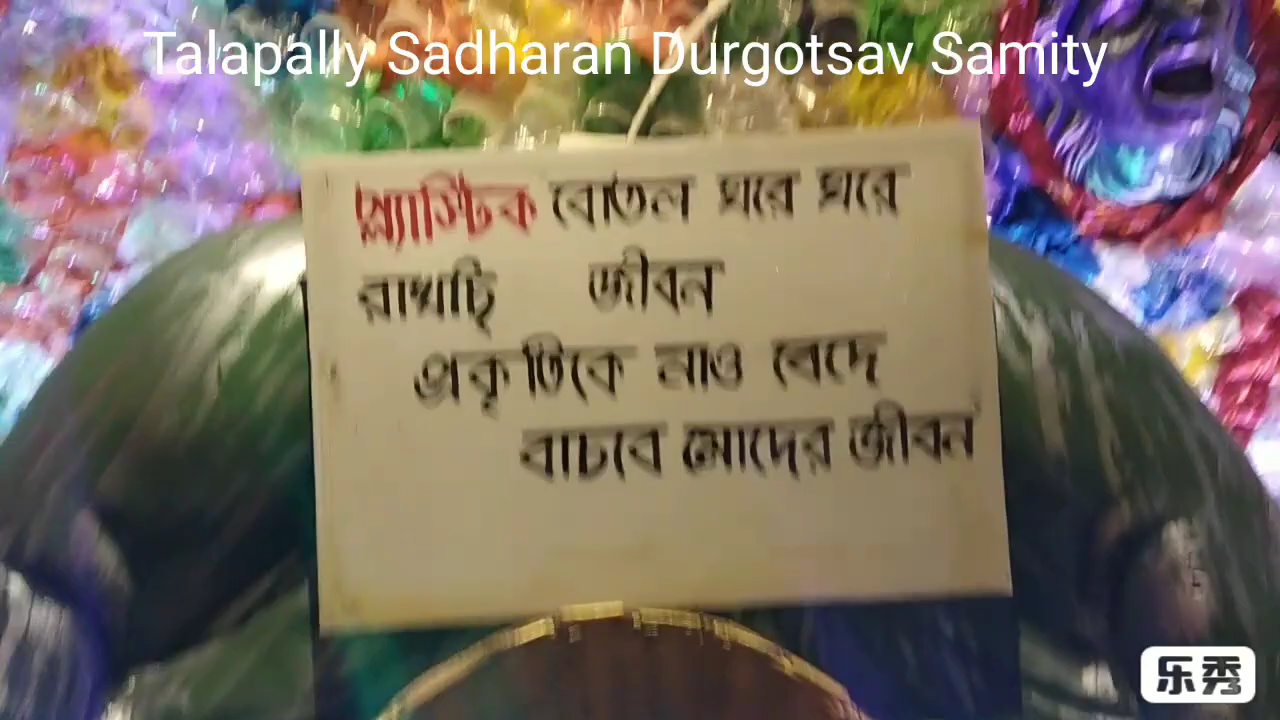 Talapally Sadharan Durgotsav Samity
প্ল্যাস্টিক বোতল ঘরে ঘরে
রাখছি জীবন
প্রকৃতিকে নাও বেদে
বাচবে মোদের জীবন
乐秀